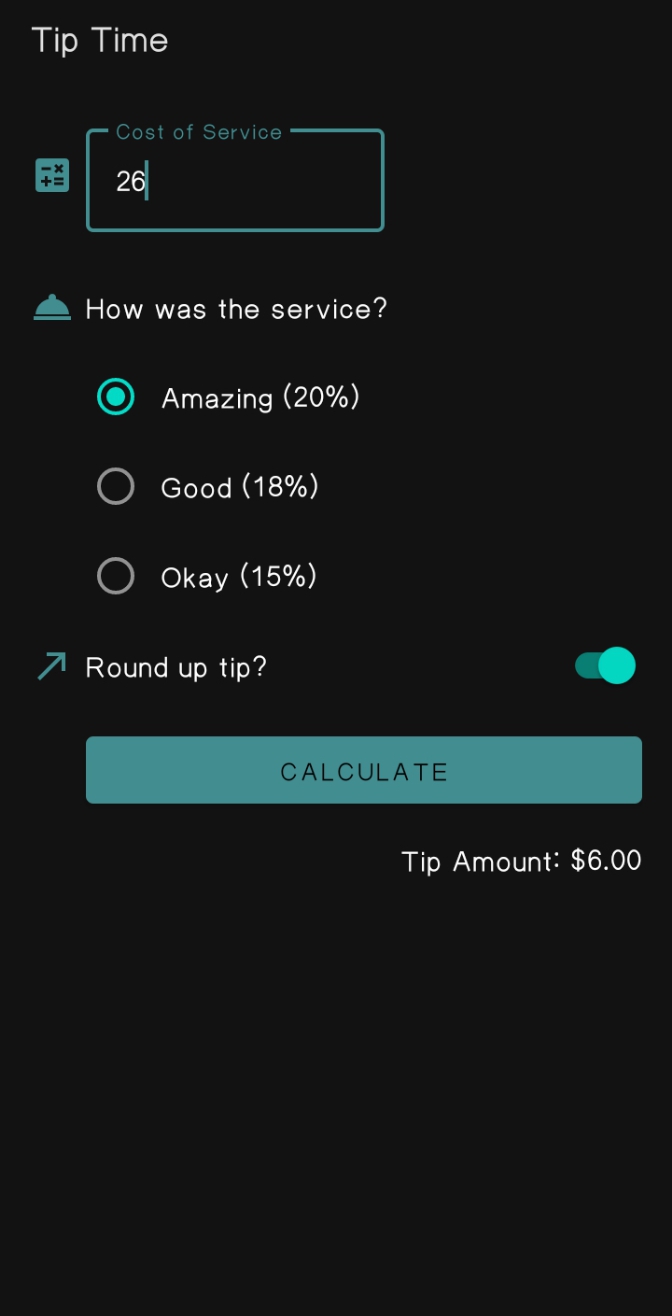 Tip Time
Cost of Service
26
How was the service?
Amazing (20%)
Good (18%)
Okay (15%)
Round up tip?
CALCULATE
Tip Amount: $6.00